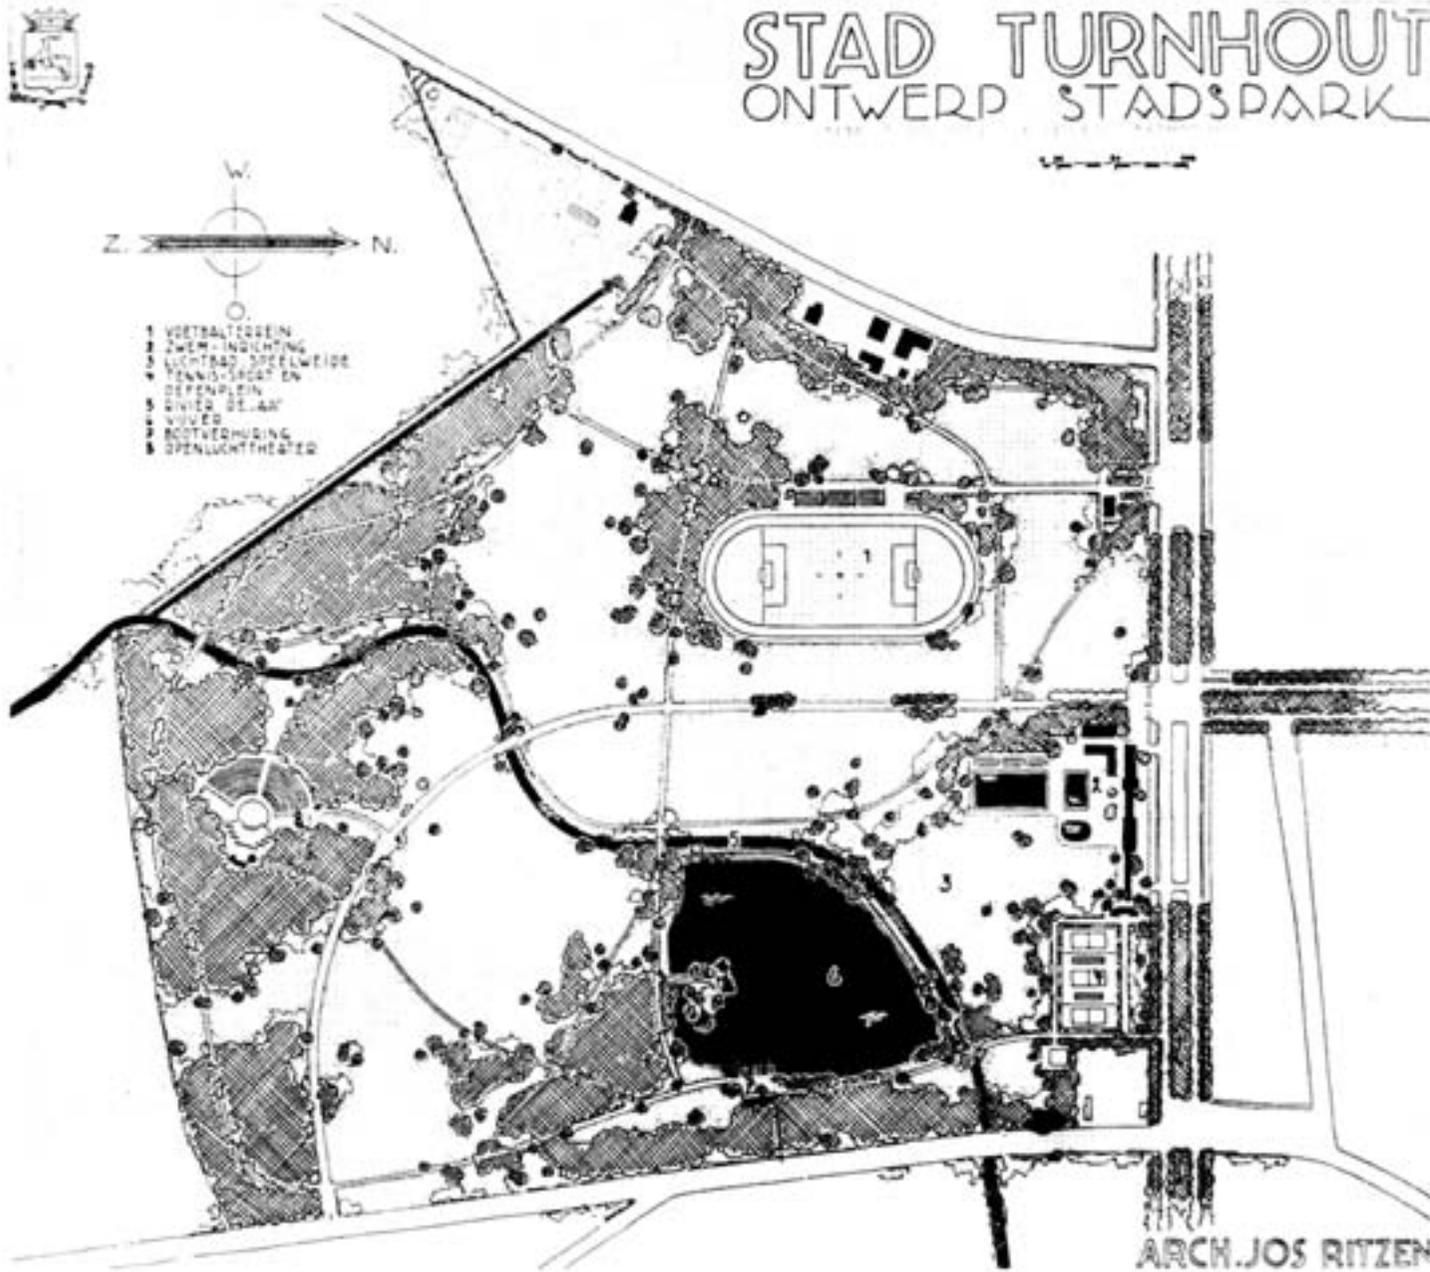 STAD TURNHOUT
ONTWERP STADSPARK
W.
Z. N.
O.
1 VOETBALTERREIN
2 ZWEM-INRICHTING
3 LUCHTBAD-SPEELWEIDE
4 TENNIS-SPORT EN
OEFENPLEIN
5 RIVIER DE "AA"
6 VIJVER
7 BOOTVERHURING
8 OPENLUCHTTHEATER
1
2
5
3
6
ARCH. JOS RITZEN